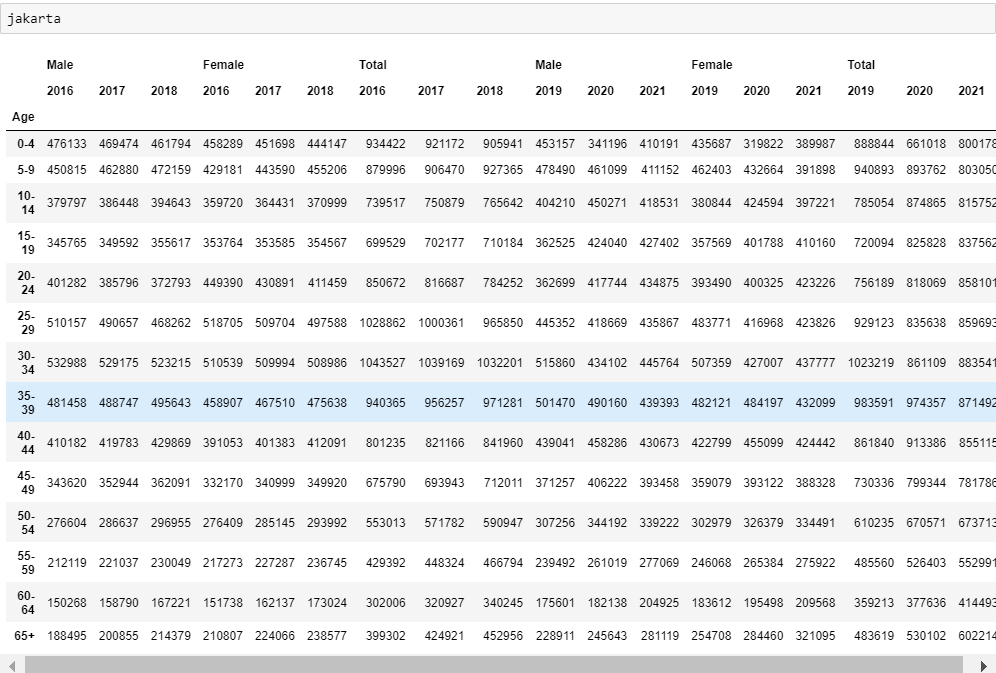 jakarta
Male Female Total Male Female Total
2016 2017 2018 2016 2017 2018 2016 2017 2018 2019 2020 2021 2019 2020 2021 2019 2020 2021
Age
0-4 476133 469474 461794 458289 451698 444147 934422 921172 905941 453157 341196 410191 435687 319822 389987 888844 661018 800178
5-9 450815 462880 472159 429181 443590 455206 879996 906470 927365 478490 461099 411152 462403 432664 391898 940893 893762 803050
10-
14 379797 386448 394643 359720 364431 370999 739517 750879 765642 404210 450271 418531 380844 424594 397221 785054 874865 815752
15-
19 345765 349592 355617 353764 353585 354567 699529 702177 710184 362525 424040 427402 357569 401788 410160 720094 825828 837562
20-
24 401282 385796 372793 449390 430891 411459 850672 816687 784252 362699 417744 434875 393490 400325 423226 756189 818069 858101
25-
29 510157 490657 468262 518705 509704 497588 1028862 1000361 965850 445352 418669 435867 483771 416968 423826 929123 835638 859693
30-
34 532988 529175 523215 510539 509994 508986 1043527 1039169 1032201 515860 434102 445764 507359 427007 437777 1023219 861109 883541
35-
39 481458 488747 495643 458907 467510 475638 940365 956257 971281 501470 490160 439393 482121 484197 432099 983591 974357 871492
40-
44 410182 419783 429869 391053 401383 412091 801235 821166 841960 439041 458286 430673 422799 455099 424442 861840 913386 855115
45-
49 343620 352944 362091 332170 340999 349920 675790 693943 712011 371257 406222 393458 359079 393122 388328 730336 799344 781786
50-
54 276604 286637 296955 276409 285145 293992 553013 571782 590947 307256 344192 339222 302979 326379 334491 610235 670571 673713
55-
59 212119 221037 230049 217273 227287 236745 429392 448324 466794 239492 261019 277069 246068 265384 275922 485560 526403 552991
60-
64 150268 158790 167221 151738 162137 173024 302006 320927 340245 175601 182138 204925 183612 195498 209568 359213 377636 414493
65+ 188495 200855 214379 210807 224066 238577 399302 424921 452956 228911 245643 281119 254708 284460 321095 483619 530102 602214